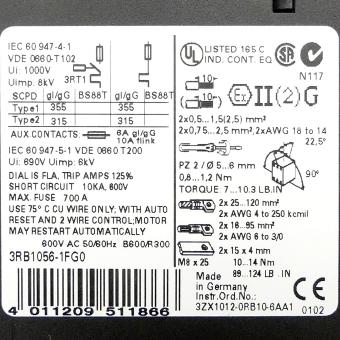 IEC 60 947-4-1
VDE 0660-T102
Ui: 1000V
Uimp. 8kV
3RT1
SCPD gl/gG BS88T gl/gG BS88T
Type1 355 355
Type2 315 315
AUX.CONTACTS: 6A gl/gG
10A flink
IEC 60 947-5-1 VDE 0660 T200
Ui: 690V Uimp: 6kV
DIAL IS FLA, TRIP AMPS 125%
SHORT CIRCUIT 10KA, 600V
MAX. FUSE 700 A
USE 75° C CU WIRE ONLY/WITH AUTO
RESET AND 2 WIRE CONTROL;MOTOR
MAY RESTART AUTOMATICALLY
600V AC 50/60Hz B600/R300
3RB1056-1FG0
4 011209 511866
UL LISTED 165 C
IND. CONT. EQ
N117
10
10
Ex II (2) G
2x0,5...1,5(2,5) mm²
2x0,75...2,5 mm², 2xAWG 18 to 14
PZ 2 / Ø 5...6 mm
0,8...1,2 Nm
22,5°
90°
TORQUE: 7...10.3 LB.IN
2x 25...120 mm²
2x AWG 4 to 250 kcmil
2x 16...95 mm²
2x AWG 6 to 3/0
2x 15 x 4 mm
M8 x 25 10...14 Nm
89...124 LB .IN
Made in
Germany
Instr.Ord.No.:
3ZX1012-0RB10-6AA1
0102